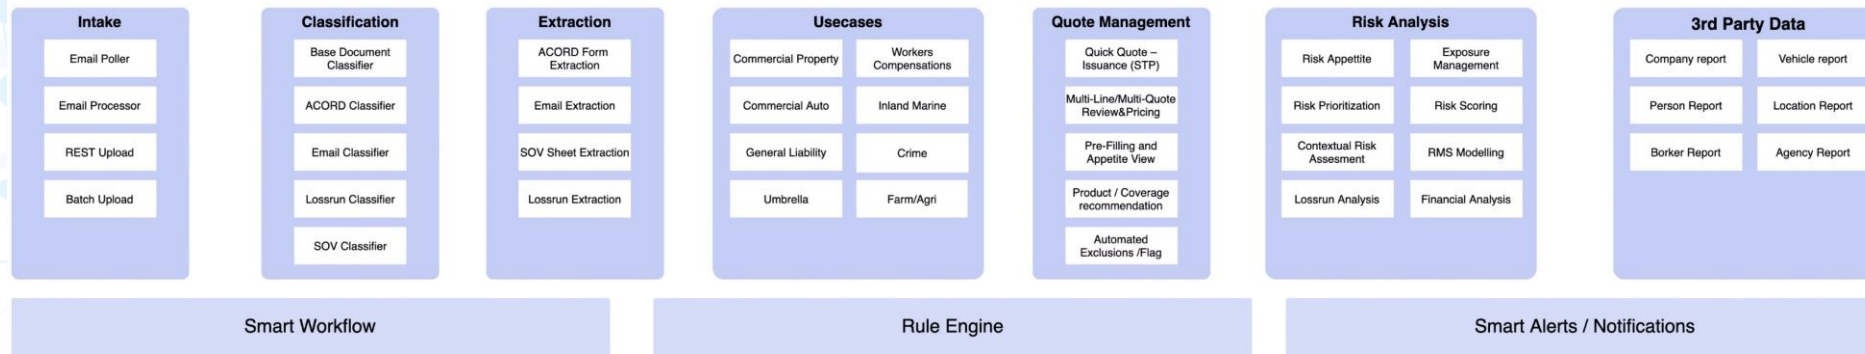 Intake
Email Poller
Email Processor
REST Upload
Batch Upload
Classification
Base Document
Classifier
ACORD Classifier
Email Classifier
Lossrun Classifier
SOV Classifier
Extraction
ACORD Form
Extraction
Email Extraction
SOV Sheet Extraction
Lossrun Extraction
Usecases
Commercial Property
Workers
Compensations
Commercial Auto
Inland Marine
General Liability
Crime
Umbrella
Farm/Agri
Quote Management
Quick Quote –
Issuance (STP)
Multi-Line/Multi-Quote
Review&Pricing
Pre-Filling and
Appetite View
Product / Coverage
recommendation
Automated
Exclusions /Flag
Risk Analysis
Risk Appettite
Exposure
Management
Risk Prioritization
Risk Scoring
Contextual Risk
Assesment
RMS Modelling
Lossrun Analysis
Financial Analysis
3rd Party Data
Company report
Vehicle report
Person Report
Location Report
Borker Report
Agency Report
Smart Workflow
Rule Engine
Smart Alerts / Notifications